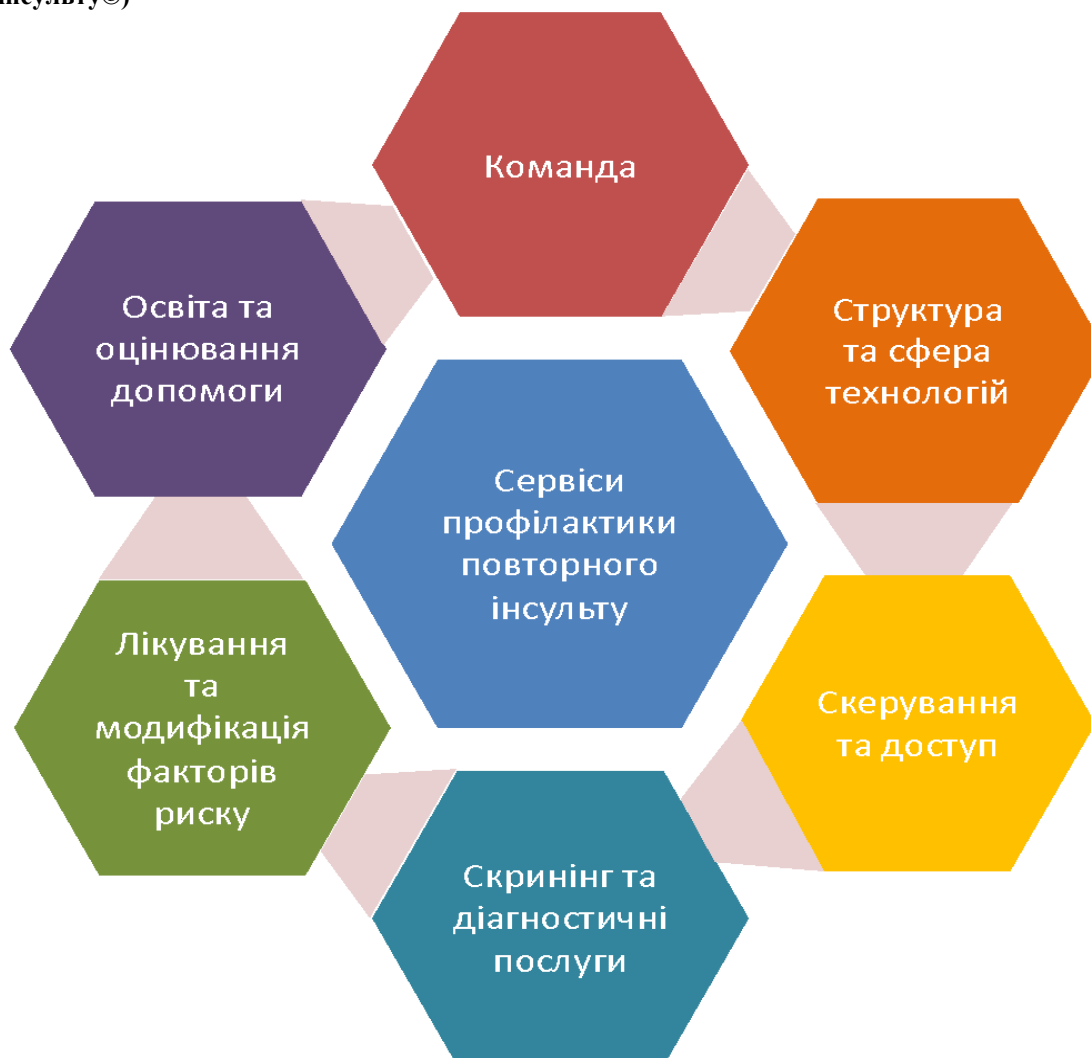 інсульту©)
Команда
Структура
та сфера
технологій
Скерування
та доступ
Скринінг та
діагностичні
послуги
Лікування
та
модифікація
факторів
риску
Освіта та
оцінювання
допомоги
Сервіси
профілактики
повторного
інсульту